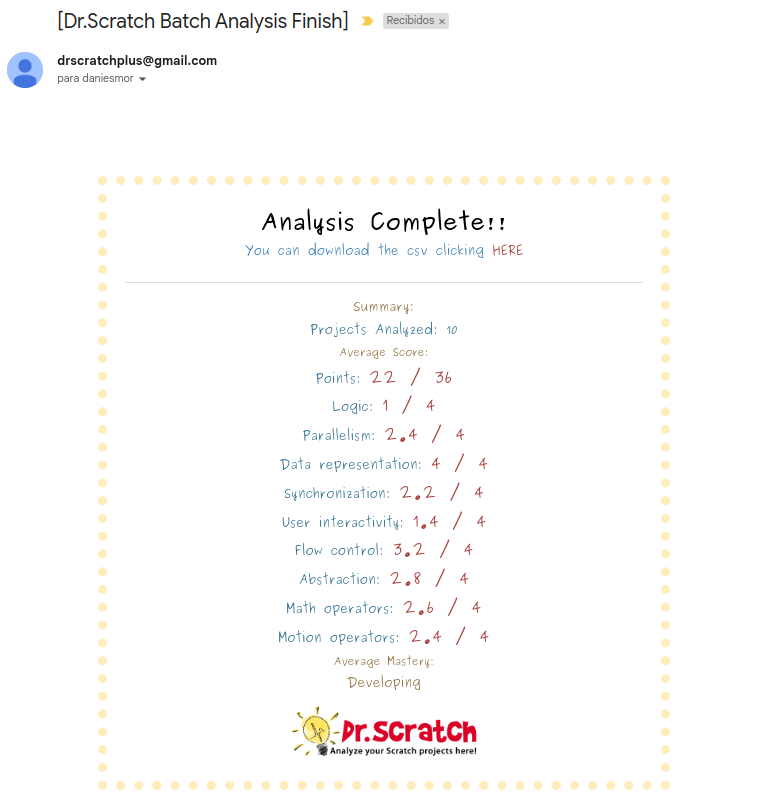 [Dr.Scratch Batch Analysis Finish] Recibidos ×
drscratchplus@gmail.com
para daniesmor
Analysis Complete!!
You can download the csv clicking HERE
Summary:
Projects Analyzed: 10
Average Score:
Points: 22 / 36
Logic: 1 / 4
Parallelism: 2.4 / 4
Data representation: 4 / 4
Synchronization: 2.2 / 4
User interactivity: 1.4 / 4
Flow control: 3.2 / 4
Abstraction: 2.8 / 4
Math operators: 2.6 / 4
Motion operators: 2.4 / 4
Average Mastery:
Developing
Dr.Scratch
Analyze your Scratch projects here!